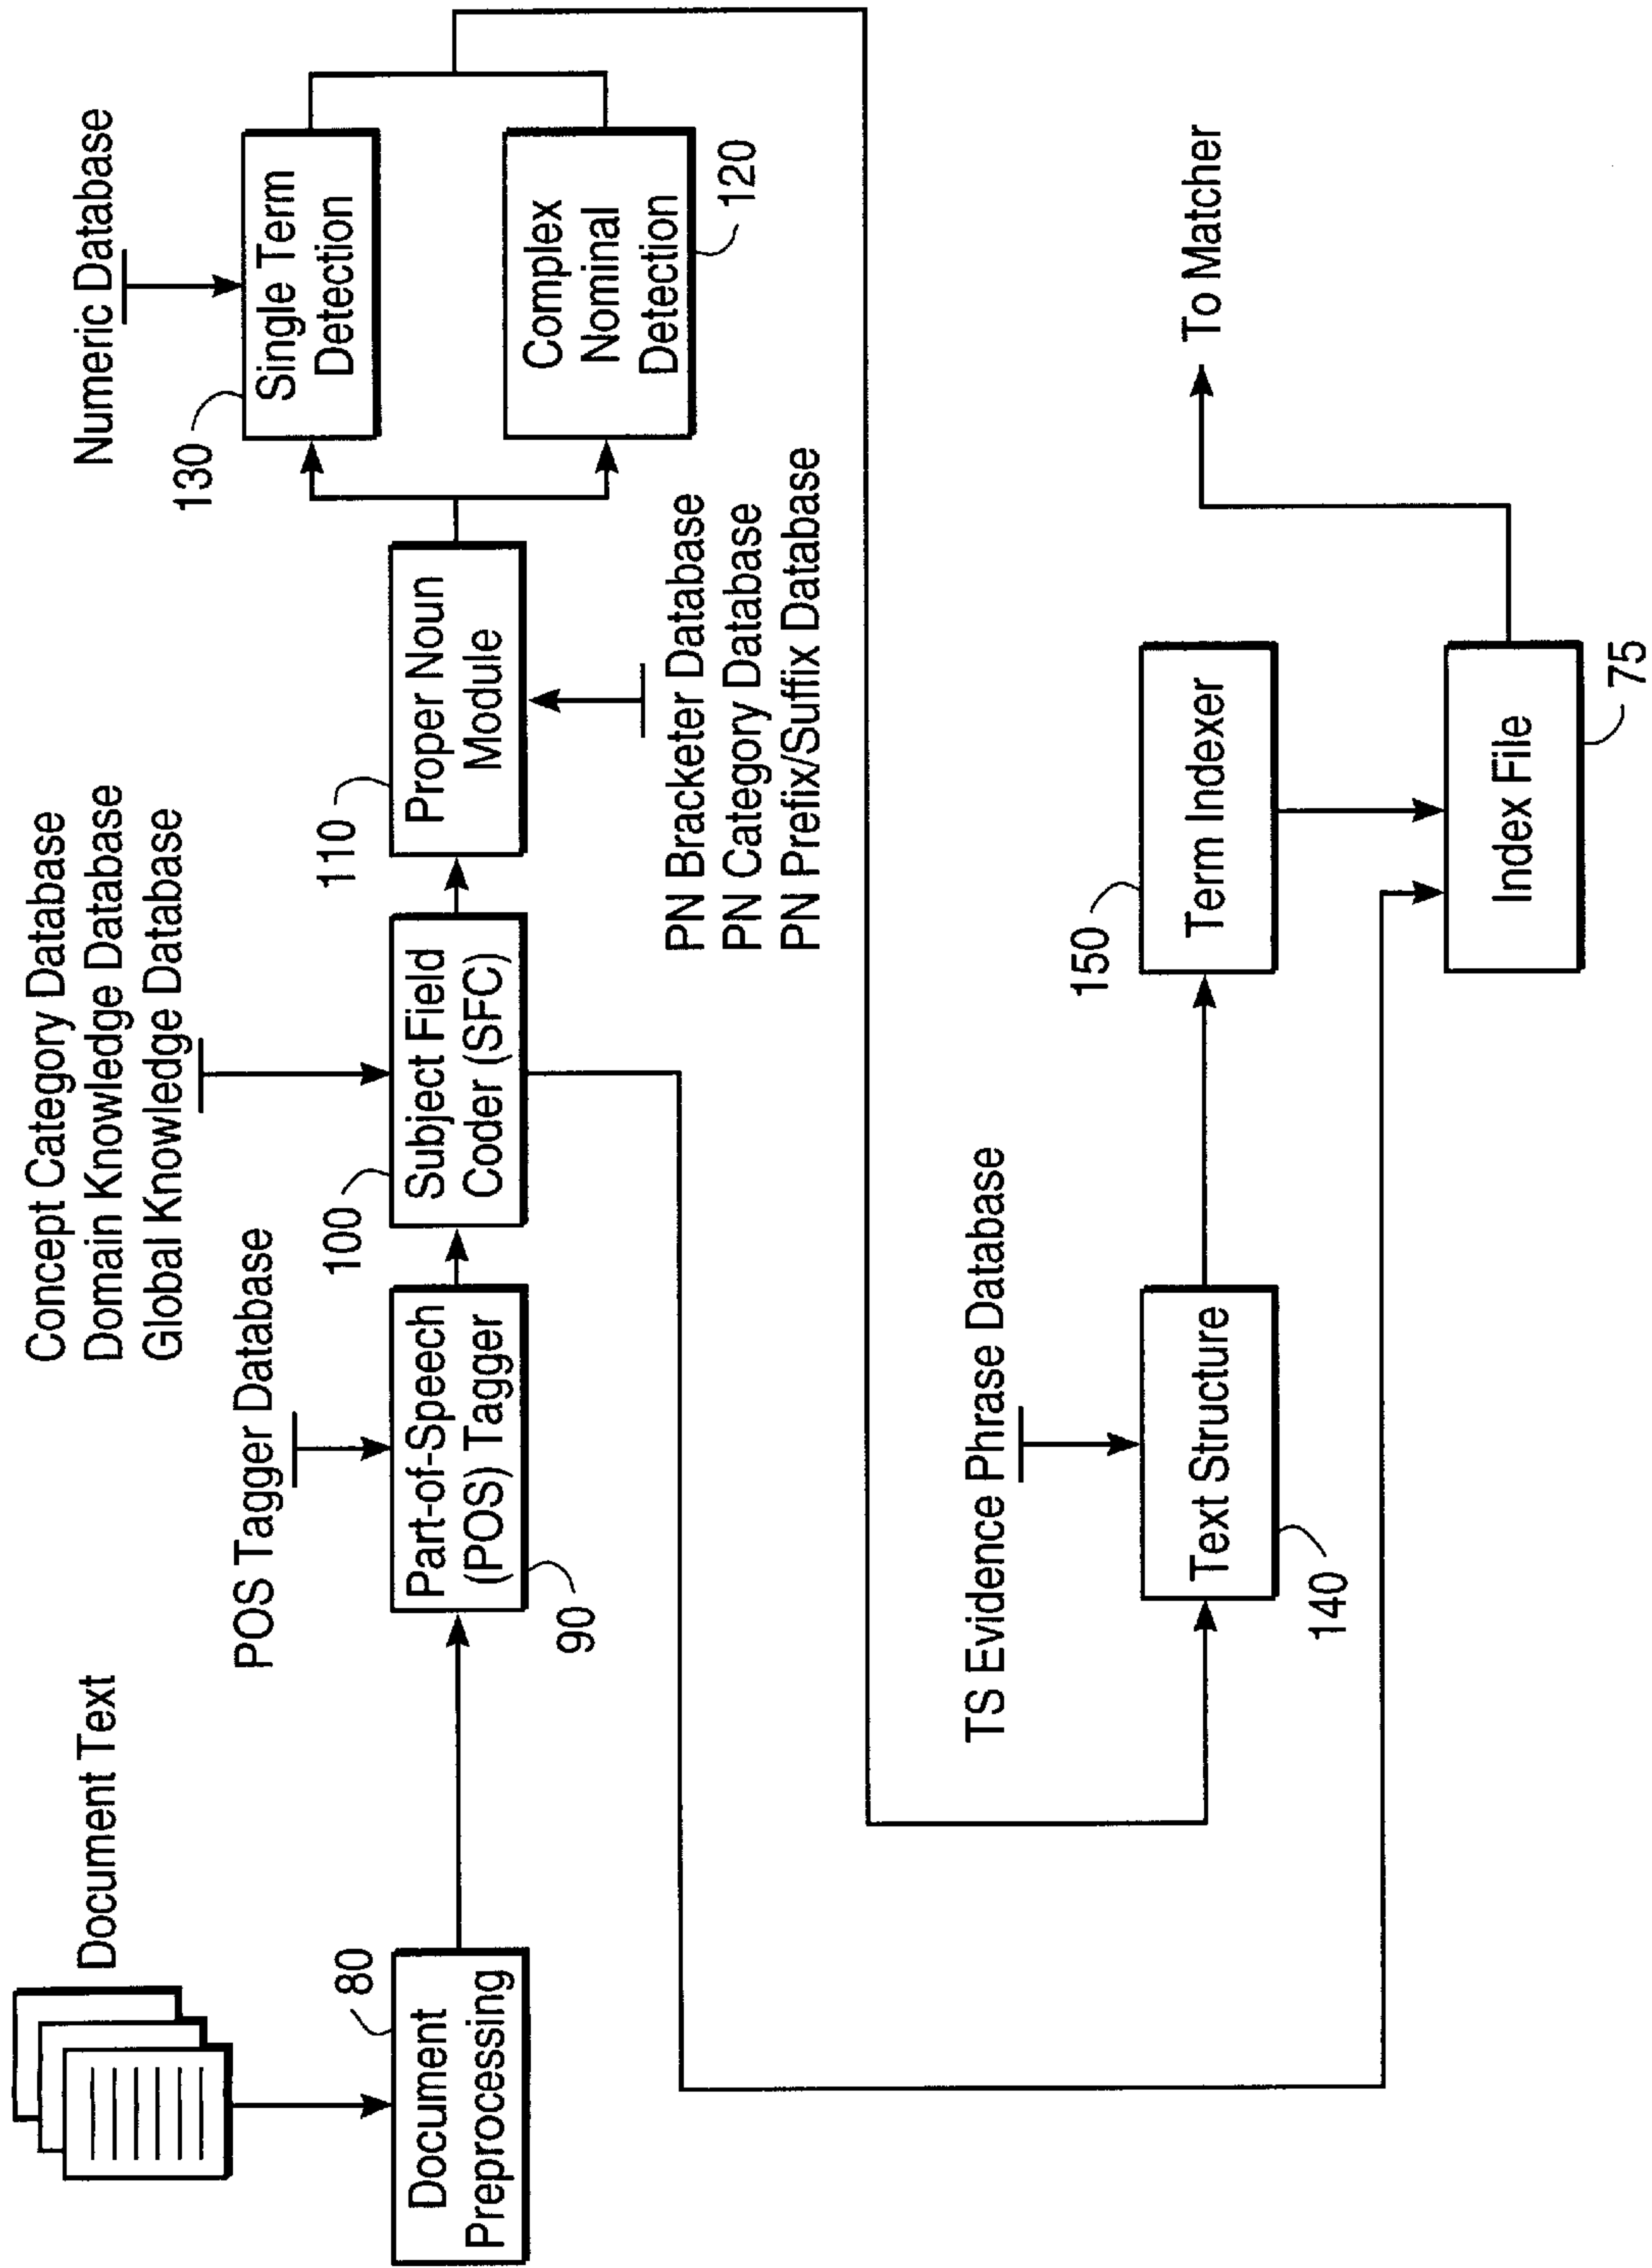 Document Text
80
Document
Preprocessing
POS Tagger Database
Part-of-Speech
(POS) Tagger
90
Concept Category Database
Domain Knowledge Database
Global Knowledge Database
100
Subject Field
Coder (SFC)
110
Proper Noun
Module
PN Bracketer Database
PN Category Database
PN Prefix/Suffix Database
Numeric Database
130
Single Term
Detection
Complex
Nominal
Detection
120
TS Evidence Phrase Database
Text Structure
140
150
Term Indexer
Index File
75
To Matcher